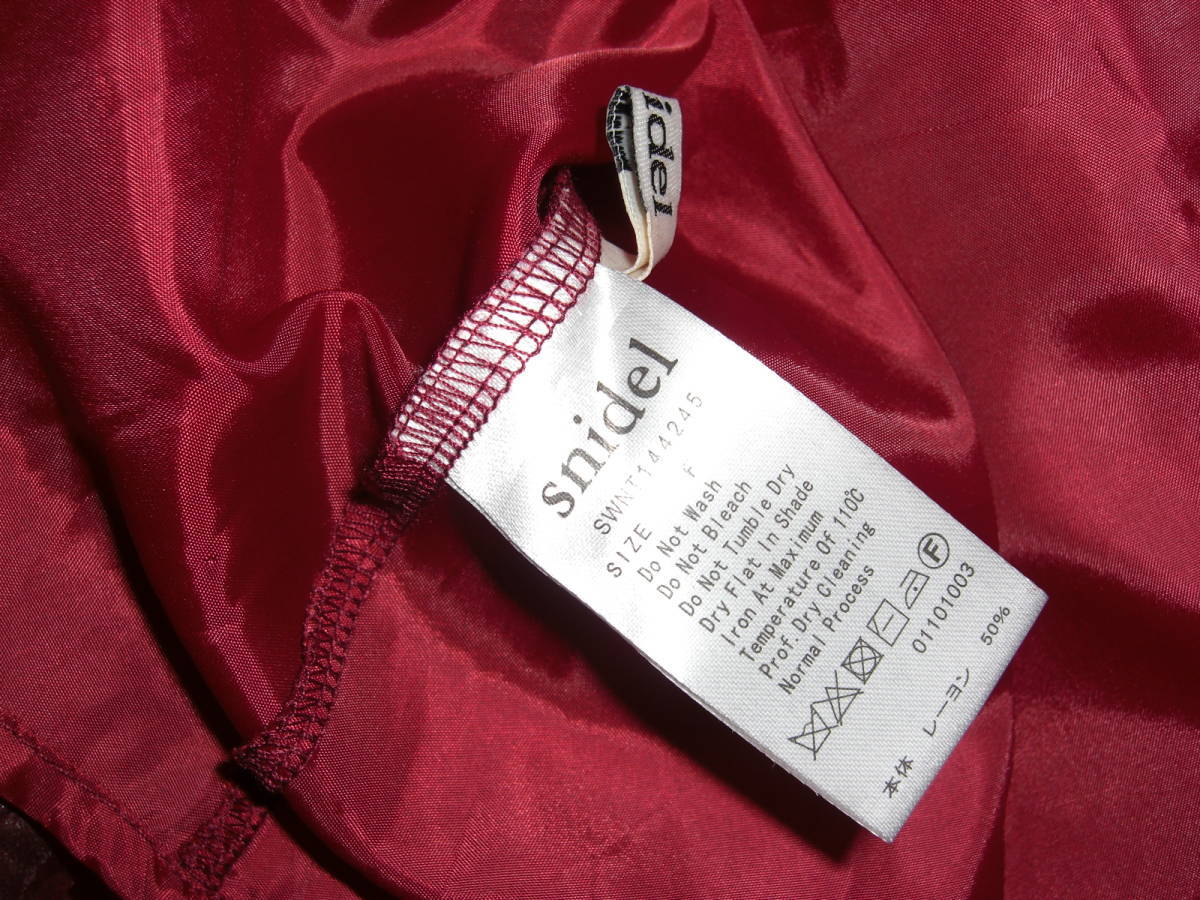 idel
snidel
SWNT144245
SIZE F
Do Not Wash
Do Not Bleach
Do Not Tumble Dry
Dry Flat In Shade
Iron At Maximum
Temperature Of 110℃
Prof. Dry Cleaning
Normal Process
F
01101003
本体 レーヨン 50%